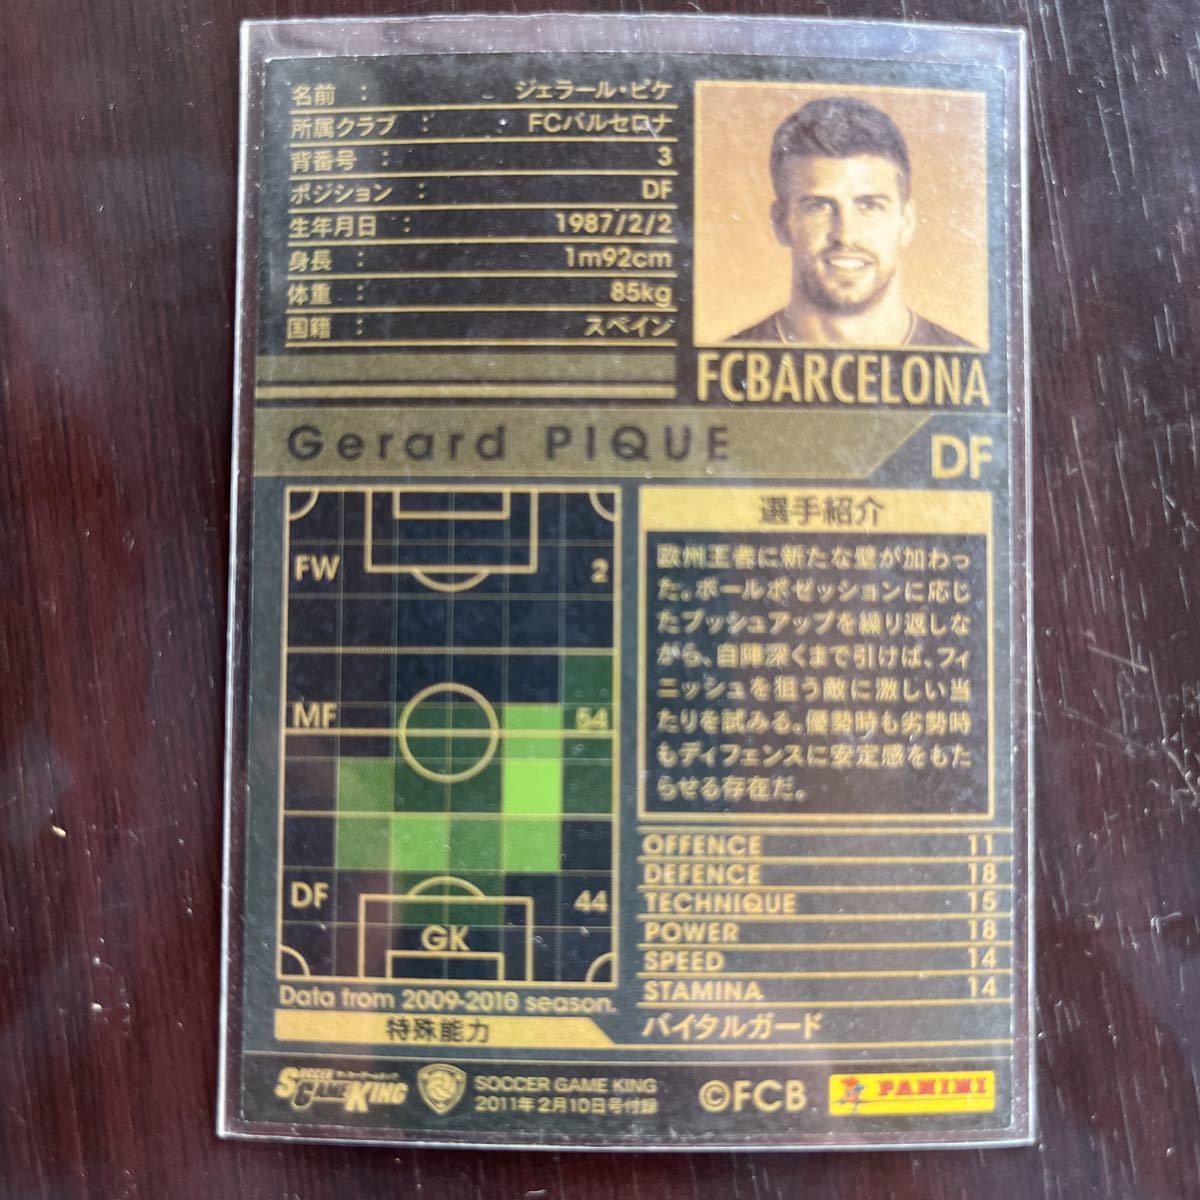 名前 : ジェラール・ピケ
所属クラブ : FCバルセロナ
背番号 : 3
ポジション : DF
生年月日 : 1987/2/2
身長 : 1m92cm
体重 : 85kg
国籍 : スペイン
FCBARCELONA
Gerard PIQUE
DF
FW 2
MF 54
DF 44
GK
Data from 2009-2010 season.
特殊能力
選手紹介
欧州王者に新たな壁が加わっ
た。ボールポゼッションに応じ
たプッシュアップを繰り返しな
がら、自陣深くまで引けば、フィ
ニッシュを狙う敵に激しい当
たりを試みる。優勢時も劣勢時
もディフェンスに安定感をもた
らせる存在だ。
OFFENCE 11
DEFENCE 18
TECHNIQUE 15
POWER 18
SPEED 14
STAMINA 14
バイタルガード
SOCCER GAME KING
SOCCER GAME KING
2011年2月10日号付録
©FCB
PANINI